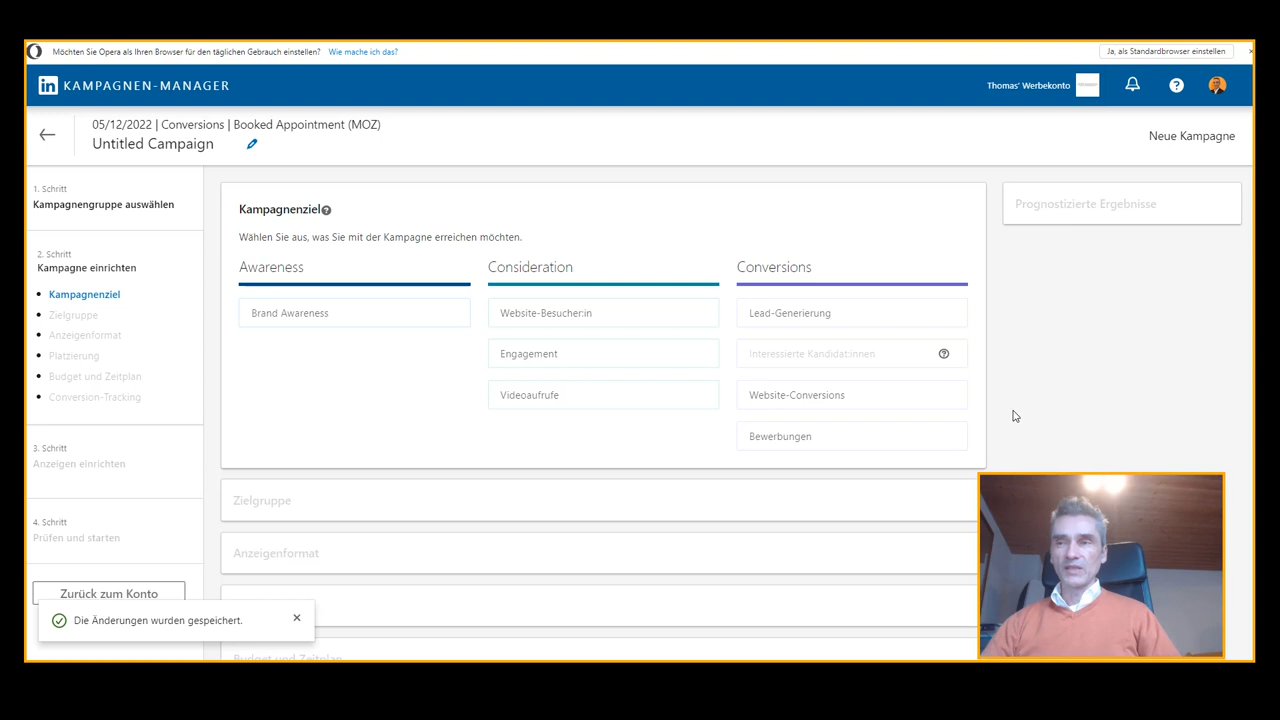 Möchten Sie Opera als Ihren Browser für den täglichen Gebrauch einstellen? Wie mache ich das? Ja, als Standardbrowser einstellen
in KAMPAGNEN-MANAGER Thomas' Werbekonto
05/12/2022 | Conversions | Booked Appointment (MOZ)
Untitled Campaign
Neue Kampagne
1. Schritt
Kampagnengruppe auswählen
2. Schritt
Kampagne einrichten
Kampagnenziel
Zielgruppe
Anzeigenformat
Platzierung
Budget und Zeitplan
Conversion-Tracking
3. Schritt
Anzeigen einrichten
4. Schritt
Prüfen und starten
Zurück zum Konto
Die Änderungen wurden gespeichert.
Kampagnenziel
Wählen Sie aus, was Sie mit der Kampagne erreichen möchten.
Awareness
Brand Awareness
Consideration
Website-Besucher:in
Engagement
Videoaufrufe
Conversions
Lead-Generierung
Interessierte Kandidat:innen
Website-Conversions
Bewerbungen
Zielgruppe
Anzeigenformat
Budget und Zeitplan
Prognostizierte Ergebnisse